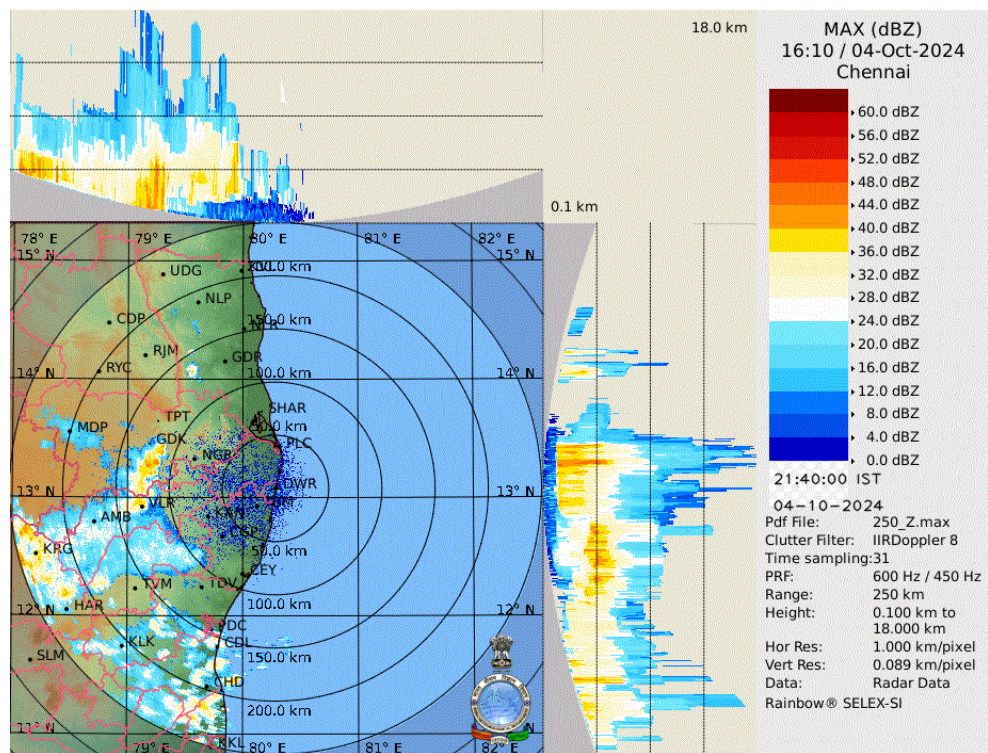 18.0 km
0.1 km
MAX (dBZ)
16:10 / 04-Oct-2024
Chennai
60.0 dBZ
56.0 dBZ
52.0 dBZ
48.0 dBZ
44.0 dBZ
40.0 dBZ
36.0 dBZ
32.0 dBZ
28.0 dBZ
24.0 dBZ
20.0 dBZ
16.0 dBZ
12.0 dBZ
8.0 dBZ
4.0 dBZ
0.0 dBZ
21:40:00 IST
04-10-2024
Pdf File: 250_Z.max
Clutter Filter: IIRDoppler 8
Time sampling:31
PRF: 600 Hz / 450 Hz
Range: 250 km
Height: 0.100 km to
18.000 km
Hor Res: 1.000 km/pixel
Vert Res: 0.089 km/pixel
Data: Radar Data
Rainbow® SELEX-SI
78° E 79° E 80° E 81° E 82° E
15° N 15° N
UDG
200.0 km
NLP
CDP
150.0 km
RJM
GDR
RYC
100.0 km
14° N 14° N
SHAR
TPT
50.0 km
MDP
GDK
PLC
NGR
DWR
13° N 13° N
VLR
AMB
KAN
CGP
KRG
50.0 km
CEY
TVM
TDV
HAR
100.0 km
12° N 12° N
PDC
KLK
CDL
SLM
150.0 km
CHD
200.0 km
11° N 11° N
KKL
79° E 80° E 81° E 82° E